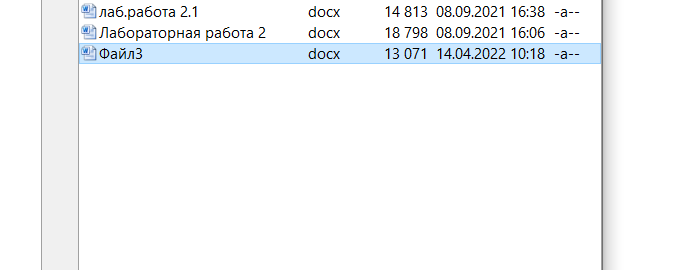 лаб.работа 2.1 docx 14 813 08.09.2021 16:38 -a--
Лабораторная работа 2 docx 18 798 08.09.2021 16:06 -a--
Файл3 docx 13 071 14.04.2022 10:18 -a--